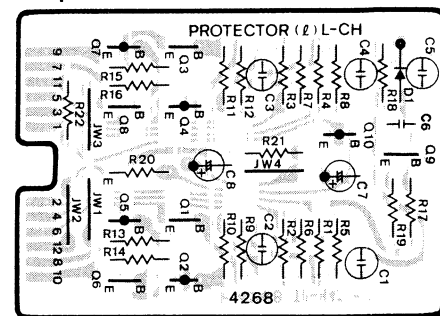 PROTECTOR (ℓ) L-CH
Q7
E
B
Q3
E
B
R15
R16
Q8
E
B
Q4
E
B
R11
R12
C3
R3
R7
R4
R8
C4
R18
D1
C5
C6
9
7
11
5
3
1
R22
JW3
R20
C8
R21
JW4
Q10
E
B
C7
Q9
E
B
2
4
6
12
8
10
JW2
JW1
Q5
E
B
Q1
E
B
R13
R14
Q6
E
B
Q2
E
B
R10
R9
C2
R2
R6
R1
R5
C1
R19
R17
4268